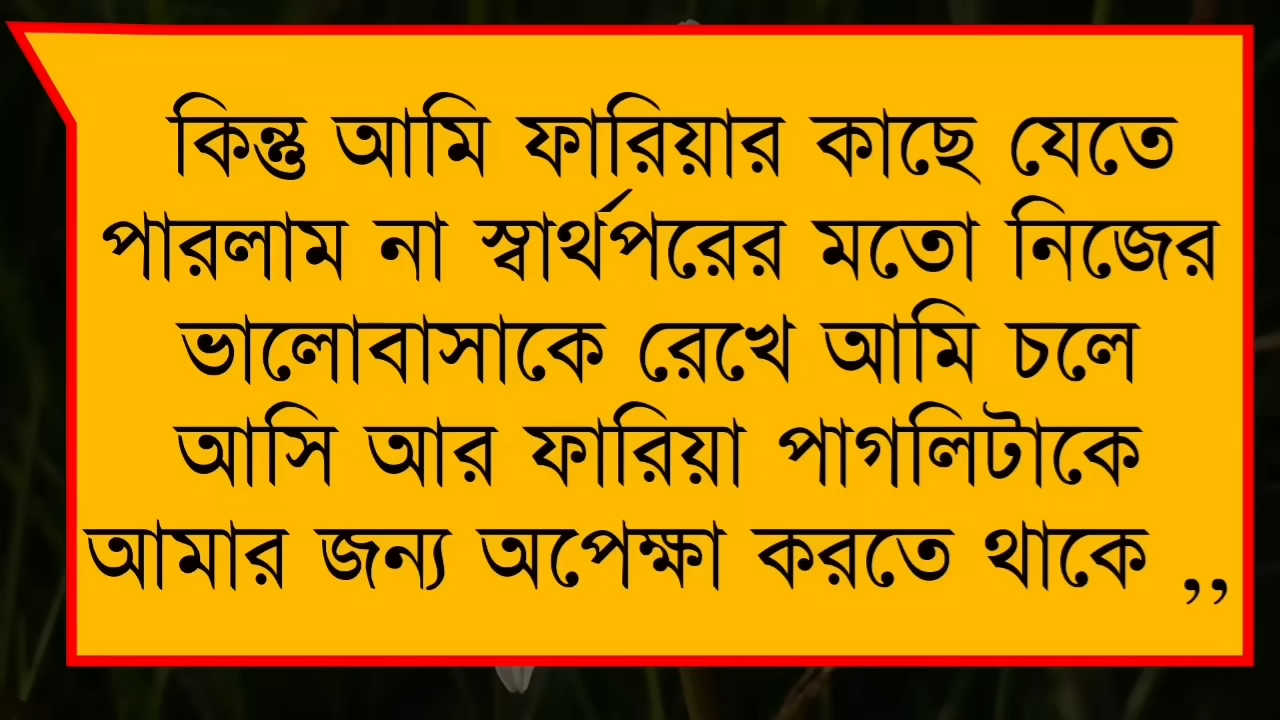 কিন্তু আমি ফারিয়ার কাছে যেতে
পারলাম না স্বার্থপরের মতো নিজের
ভালোবাসাকে রেখে আমি চলে
আসি আর ফারিয়া পাগলিটাকে
আমার জন্য অপেক্ষা করতে থাকে ,,